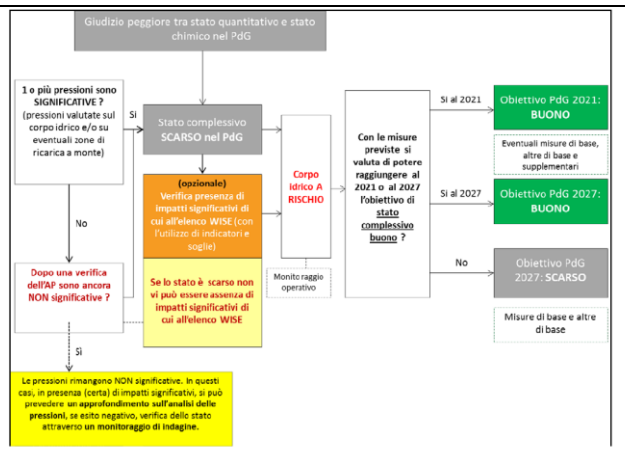 Giudizio peggiore tra stato quantitativo e stato
chimico nel PdG
1 o più pressioni sono
SIGNIFICATIVE ?
(pressioni valutate sul
corpo idrico e/o su
eventuali zone di
ricarica a monte)
Si
Stato complessivo
SCARSO nel PdG
(opzionale)
Verifica presenza di
impatti significativi di
cui all'elenco WISE (con
l'utilizzo di indicatori e
soglie)
Se lo stato è scarso non
vi può essere assenza di
impatti significativi di
cui all'elenco WISE
No
Dopo una verifica
dell'AP sono ancora
NON significative ?
Sì
Le pressioni rimangono NON significative. In questi
casi, in presenza (certa) di impatti significativi, si può
prevedere un approfondimento sull'analisi delle
pressioni, se esito negativo, verifica dello stato
attraverso un monitoraggio di indagine.
Corpo
idrico A
RISCHIO
Monitoraggio
operativo
Con le misure
previste si
valuta di potere
raggiungere al
2021 o al 2027
l'obiettivo di
stato
complessivo
buono ?
Si al 2021
Obiettivo PdG 2021:
BUONO
Eventuali misure di base,
altre di base e
supplementari
Si al 2027
Obiettivo PdG 2027:
BUONO
No
Obiettivo PdG
2027: SCARSO
Misure di base e altre
di base